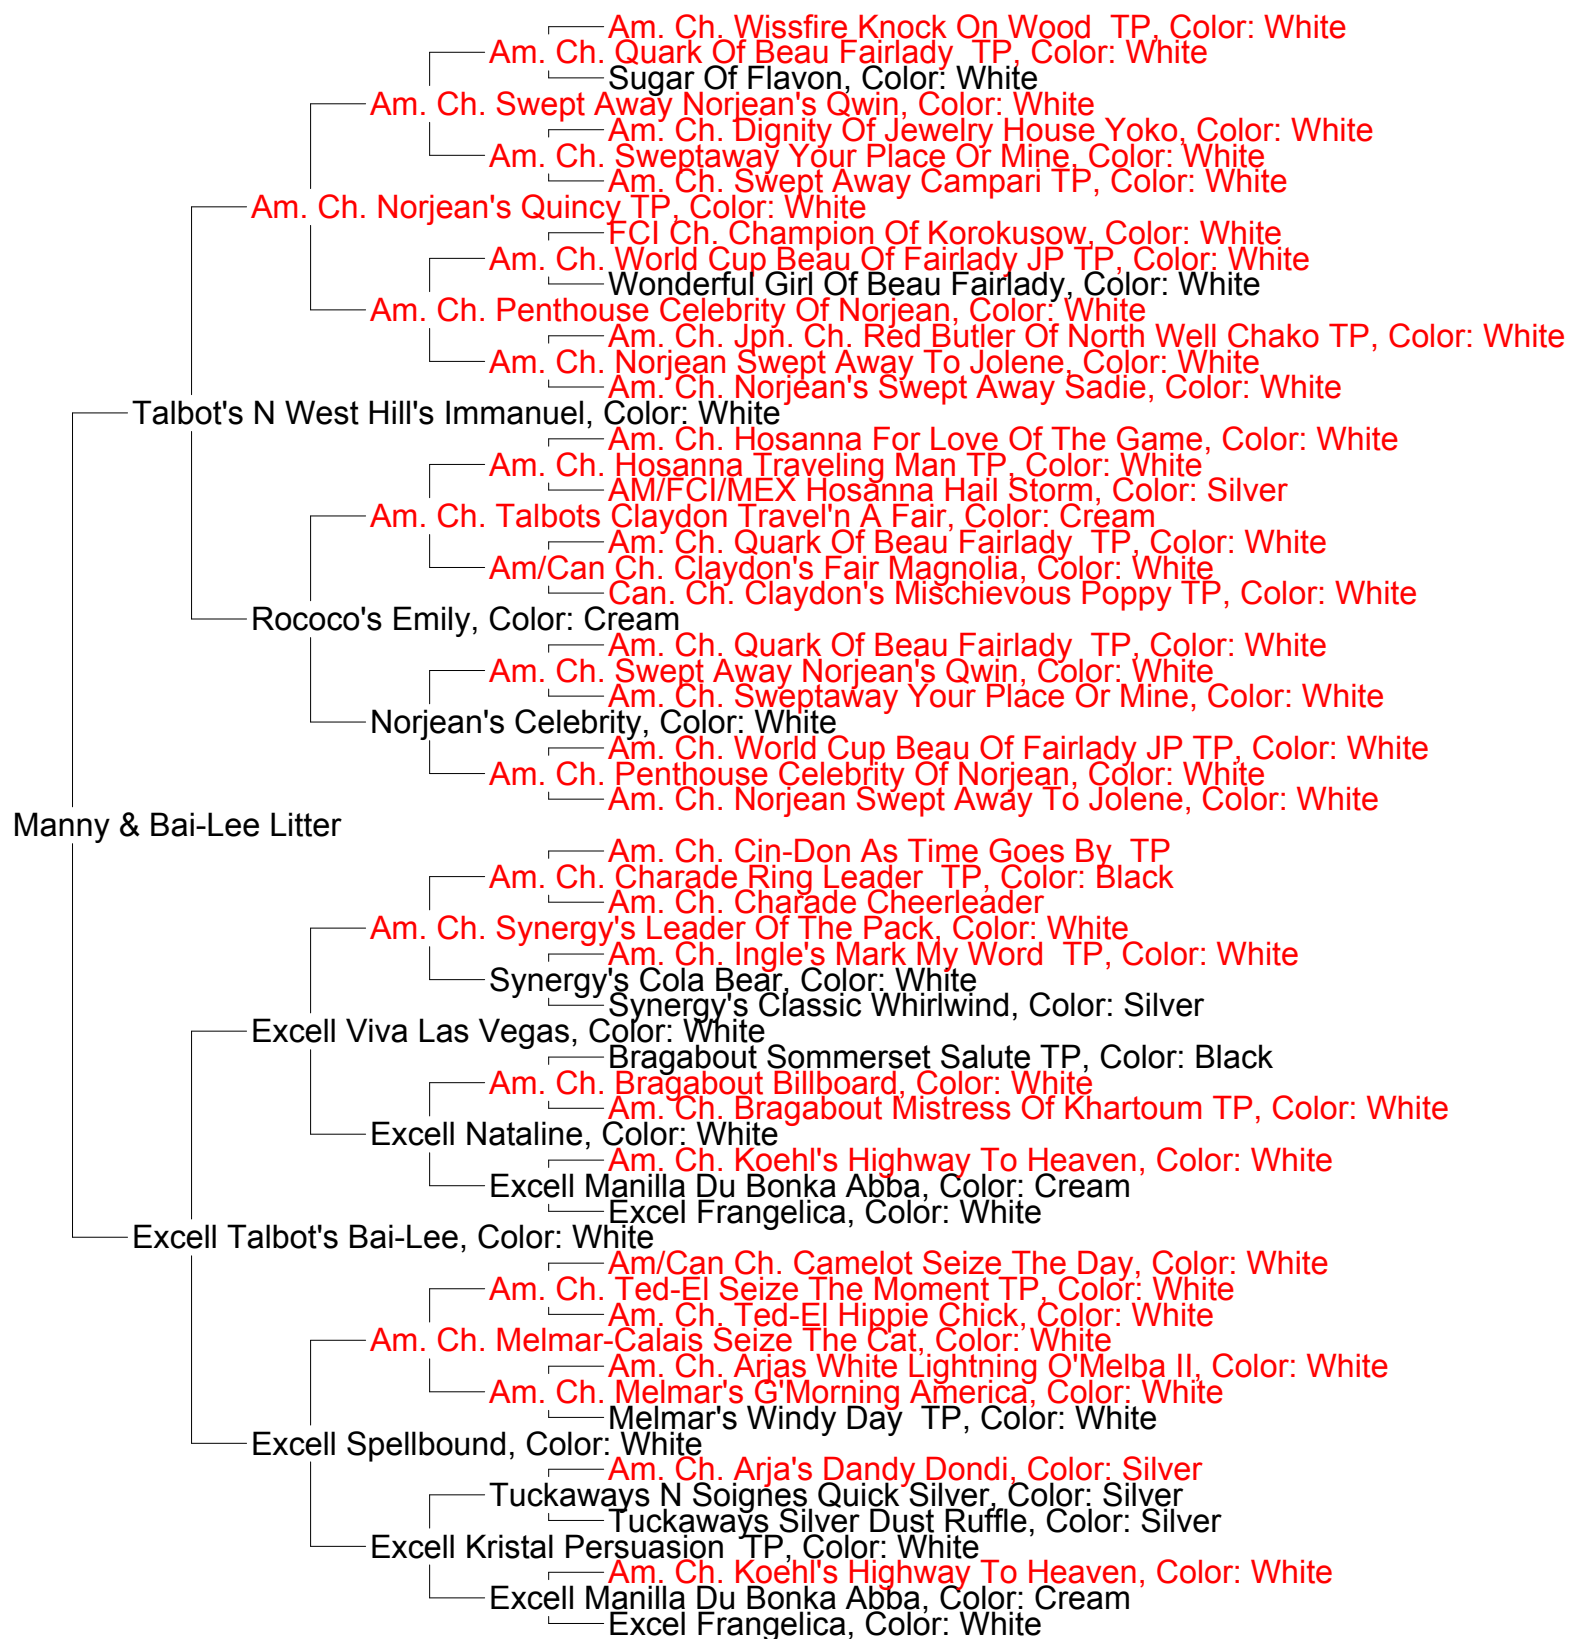 Am. Ch. Wissfire Knock On Wood  TP, Color: White
Am. Ch. Quark Of Beau Fairlady  TP, Color: White
Sugar Of Flavon, Color: White
Am. Ch. Swept Away Norjean's Qwin, Color: White
Am. Ch. Dignity Of Jewelry House Yoko, Color: White
Am. Ch. Sweptaway Your Place Or Mine, Color: White
Am. Ch. Swept Away Campari TP, Color: White
Am. Ch. Norjean's Quincy TP, Color: White
FCI Ch. Champion Of Korokusow, Color: White
Am. Ch. World Cup Beau Of Fairlady JP TP, Color: White
Wonderful Girl Of Beau Fairlady, Color: White
Am. Ch. Penthouse Celebrity Of Norjean, Color: White
Am. Ch. Jpn. Ch. Red Butler Of North Well Chako TP, Color: White
Am. Ch. Norjean Swept Away To Jolene, Color: White
Am. Ch. Norjean's Swept Away Sadie, Color: White
Talbot's N West Hill's Immanuel, Color: White
Am. Ch. Hosanna For Love Of The Game, Color: White
Am. Ch. Hosanna Traveling Man TP, Color: White
AM/FCI/MEX Hosanna Hail Storm, Color: Silver
Am. Ch. Talbots Claydon Travel'n A Fair, Color: Cream
Am. Ch. Quark Of Beau Fairlady  TP, Color: White
Am/Can Ch. Claydon's Fair Magnolia, Color: White
Can. Ch. Claydon's Mischievous Poppy TP, Color: White
Rococo's Emily, Color: Cream
Am. Ch. Quark Of Beau Fairlady  TP, Color: White
Am. Ch. Swept Away Norjean's Qwin, Color: White
Am. Ch. Sweptaway Your Place Or Mine, Color: White
Norjean's Celebrity, Color: White
Am. Ch. World Cup Beau Of Fairlady JP TP, Color: White
Am. Ch. Penthouse Celebrity Of Norjean, Color: White
Am. Ch. Norjean Swept Away To Jolene, Color: White
Manny & Bai-Lee Litter
Am. Ch. Cin-Don As Time Goes By  TP
Am. Ch. Charade Ring Leader  TP, Color: Black
Am. Ch. Charade Cheerleader
Am. Ch. Synergy's Leader Of The Pack, Color: White
Am. Ch. Ingle's Mark My Word  TP, Color: White
Synergy's Cola Bear, Color: White
Synergy's Classic Whirlwind, Color: Silver
Excell Viva Las Vegas, Color: White
Bragabout Sommerset Salute TP, Color: Black
Am. Ch. Bragabout Billboard, Color: White
Am. Ch. Bragabout Mistress Of Khartoum TP, Color: White
Excell Nataline, Color: White
Am. Ch. Koehl's Highway To Heaven, Color: White
Excell Manilla Du Bonka Abba, Color: Cream
Excel Frangelica, Color: White
Excell Talbot's Bai-Lee, Color: White
Am/Can Ch. Camelot Seize The Day, Color: White
Am. Ch. Ted-El Seize The Moment TP, Color: White
Am. Ch. Ted-El Hippie Chick, Color: White
Am. Ch. Melmar-Calais Seize The Cat, Color: White
Am. Ch. Arjas White Lightning O'Melba II, Color: White
Am. Ch. Melmar's G'Morning America, Color: White
Melmar's Windy Day  TP, Color: White
Excell Spellbound, Color: White
Am. Ch. Arja's Dandy Dondi, Color: Silver
Tuckaways N Soignes Quick Silver, Color: Silver
Tuckaways Silver Dust Ruffle, Color: Silver
Excell Kristal Persuasion  TP, Color: White
Am. Ch. Koehl's Highway To Heaven, Color: White
Excell Manilla Du Bonka Abba, Color: Cream
Excel Frangelica, Color: White